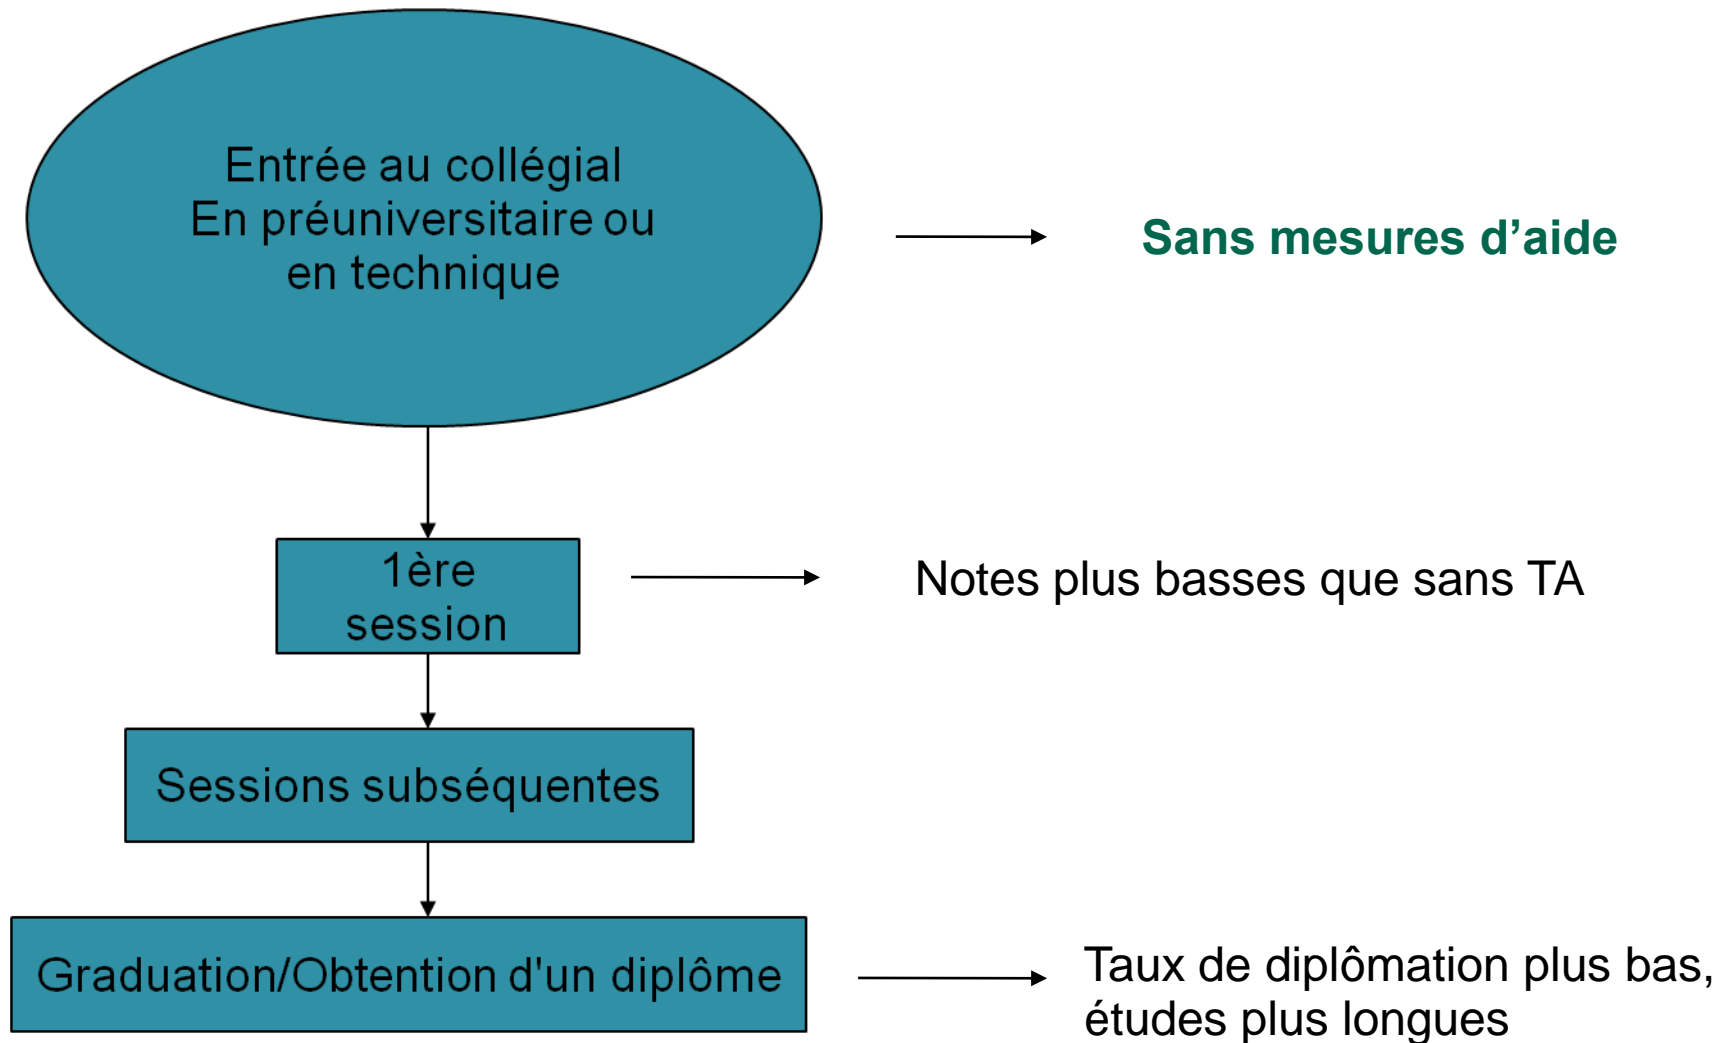 Entrée au collégial
En préuniversitaire ou
en technique
Sans mesures d’aide
1ère
session
Notes plus basses que sans TA
Sessions subséquentes
Graduation/Obtention d'un diplôme
Taux de diplômation plus bas,
études plus longues